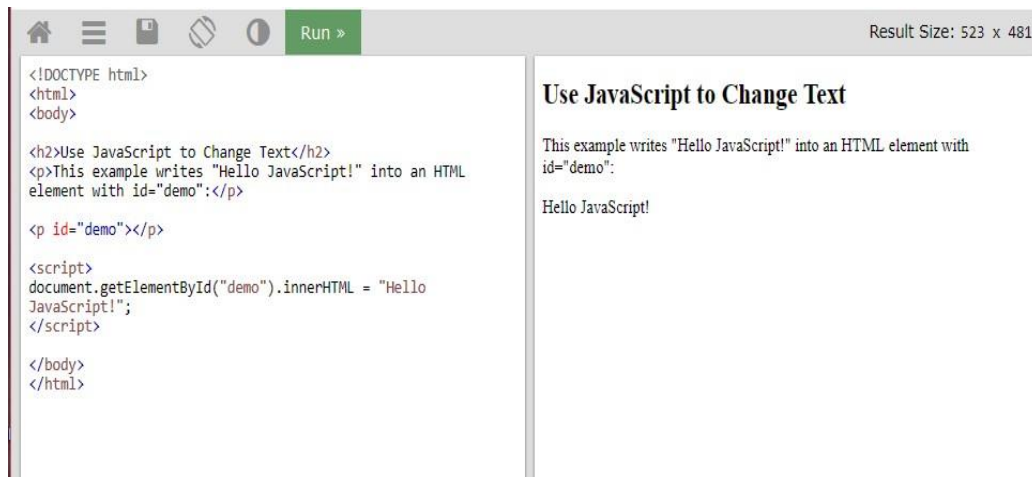 Run »
Result Size: 523 x 481
<!DOCTYPE html>
<html>
<body>
<h2>Use JavaScript to Change Text</h2>
<p>This example writes "Hello JavaScript!" into an HTML
element with id="demo":</p>
<p id="demo"></p>
<script>
document.getElementById("demo").innerHTML = "Hello
JavaScript!";
</script>
</body>
</html>
Use JavaScript to Change Text
This example writes "Hello JavaScript!" into an HTML element with
id="demo":
Hello JavaScript!